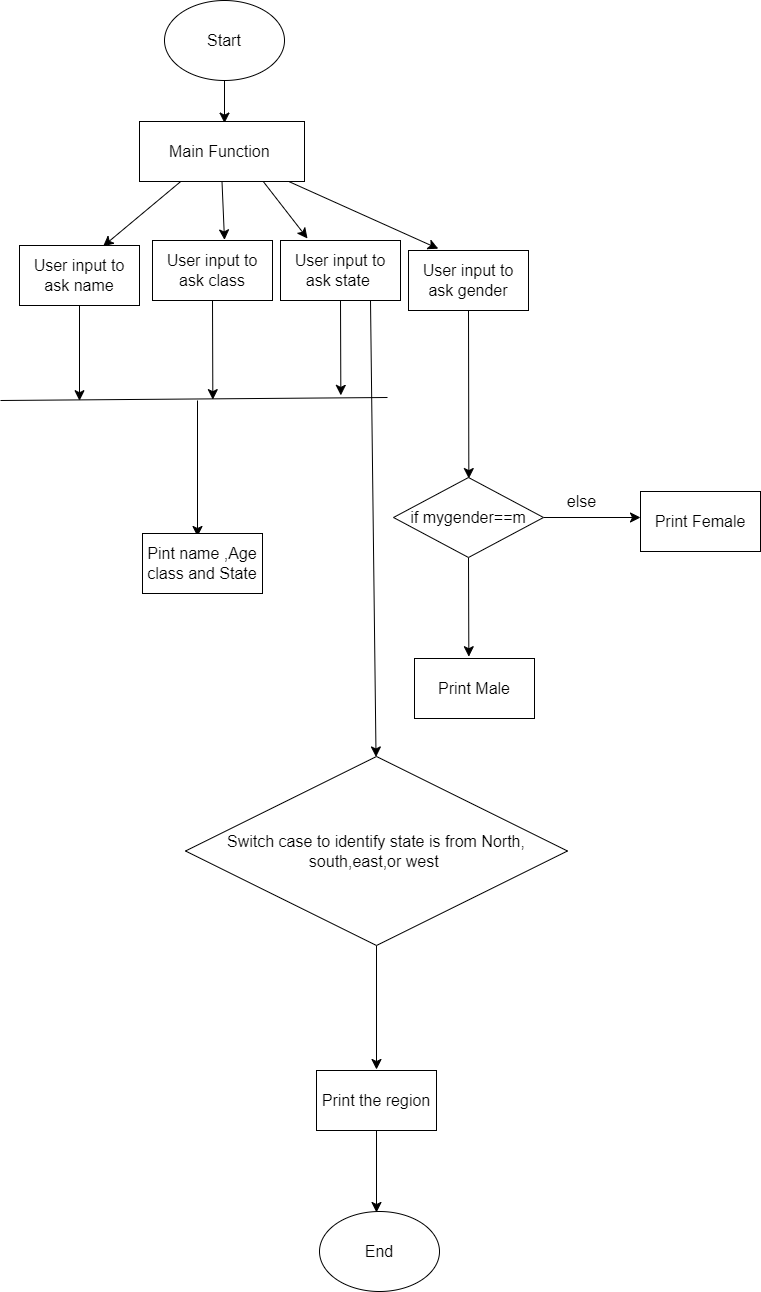 Start
Main Function
User input to
ask name
User input to
ask class
User input to
ask state
User input to
ask gender
if mygender==m
else
Print Female
Pint name ,Age
class and State
Print Male
Switch case to identify state is from North,
south,east,or west
Print the region
End